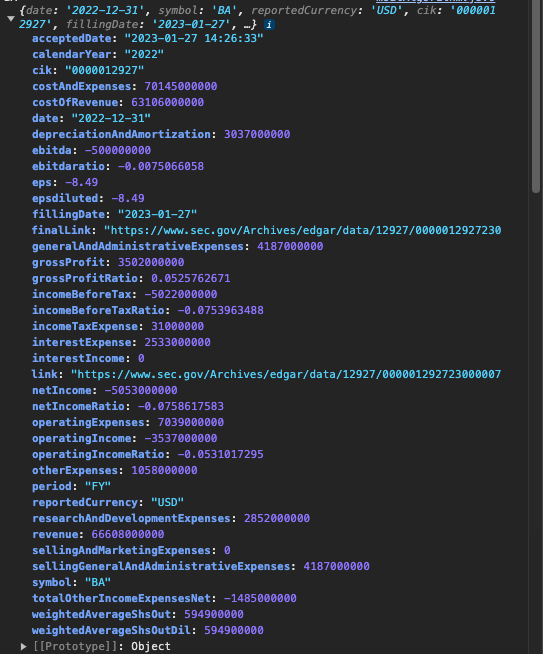 {date: '2022-12-31', symbol: 'BA', reportedCurrency: 'USD', cik: '00000
12927', fillingDate: '2023-01-27', …}
acceptedDate: "2023-01-27 14:26:33"
calendarYear: "2022"
cik: "0000012927"
costAndExpenses: 70145000000
costOfRevenue: 63106000000
date: "2022-12-31"
depreciationAndAmortization: 3037000000
ebitda: -500000000
ebitdaratio: -0.0075066058
eps: -8.49
epsdiluted: -8.49
fillingDate: "2023-01-27"
finalLink: "https://www.sec.gov/Archives/edgar/data/12927/0000012927230
generalAndAdministrativeExpenses: 4187000000
grossProfit: 3502000000
grossProfitRatio: 0.0525762671
incomeBeforeTax: -5022000000
incomeBeforeTaxRatio: -0.0753963488
incomeTaxExpense: 31000000
interestExpense: 2533000000
interestIncome: 0
link: "https://www.sec.gov/Archives/edgar/data/12927/000001292723000007
netIncome: -5053000000
netIncomeRatio: -0.0758617583
operatingExpenses: 7039000000
operatingIncome: -3537000000
operatingIncomeRatio: -0.0531017295
otherExpenses: 1058000000
period: "FY"
reportedCurrency: "USD"
researchAndDevelopmentExpenses: 2852000000
revenue: 66608000000
sellingAndMarketingExpenses: 0
sellingGeneralAndAdministrativeExpenses: 4187000000
symbol: "BA"
totalOtherIncomeExpensesNet: -1485000000
weightedAverageShsOut: 594900000
weightedAverageShsOutDil: 594900000
[[Prototype]]: Object